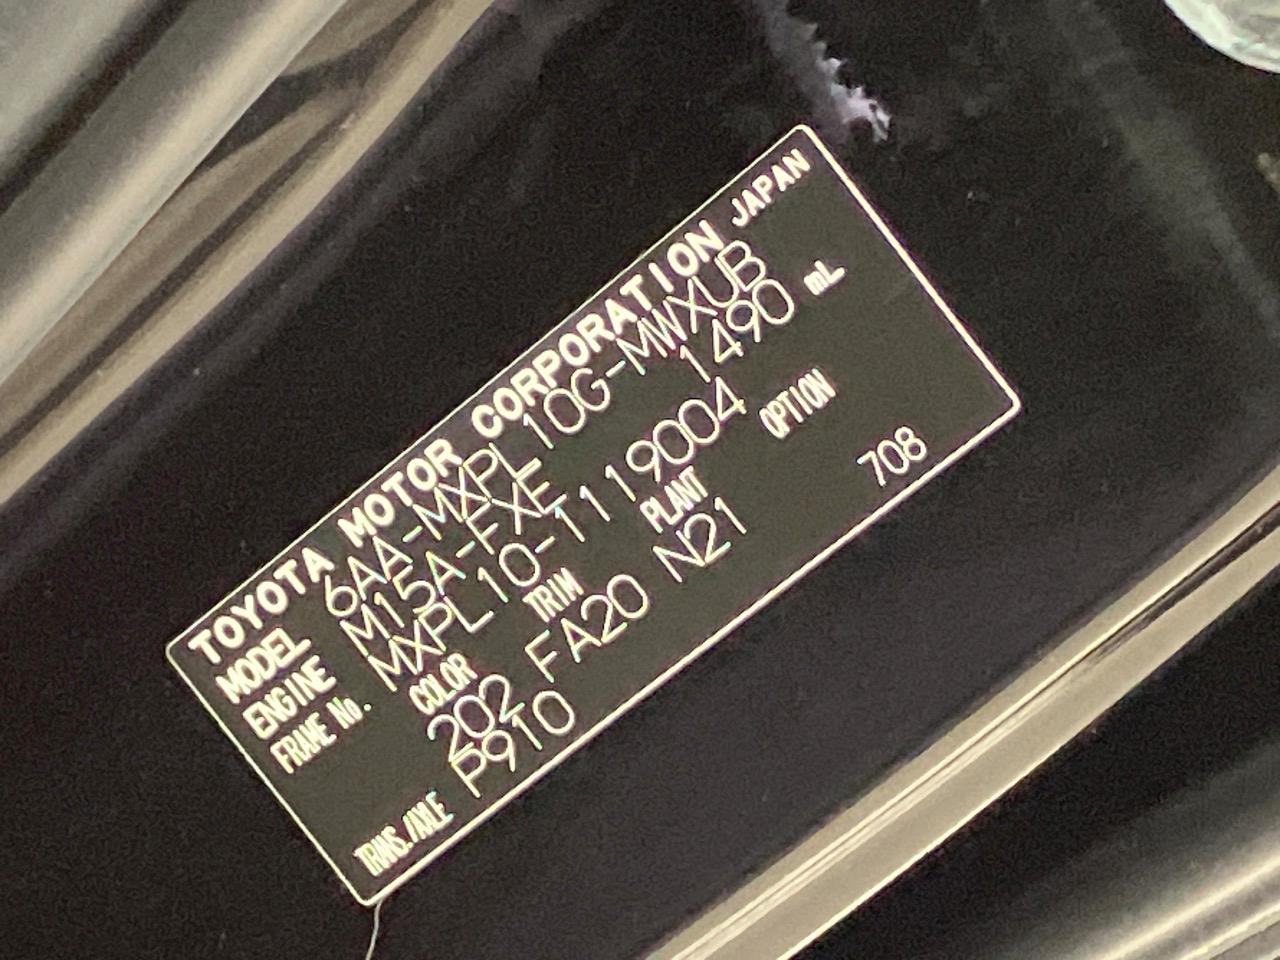 TOYOTA MOTOR CORPORATION JAPAN
MODEL 6AA-MXPL10G-MWXUB
ENGINE M15A-FXE 1490 mL
FRAME No. MXPL10-1119004
COLOR TRIM PLANT OPTION
202 FA20 N21 708
TRANS./AXLE P910